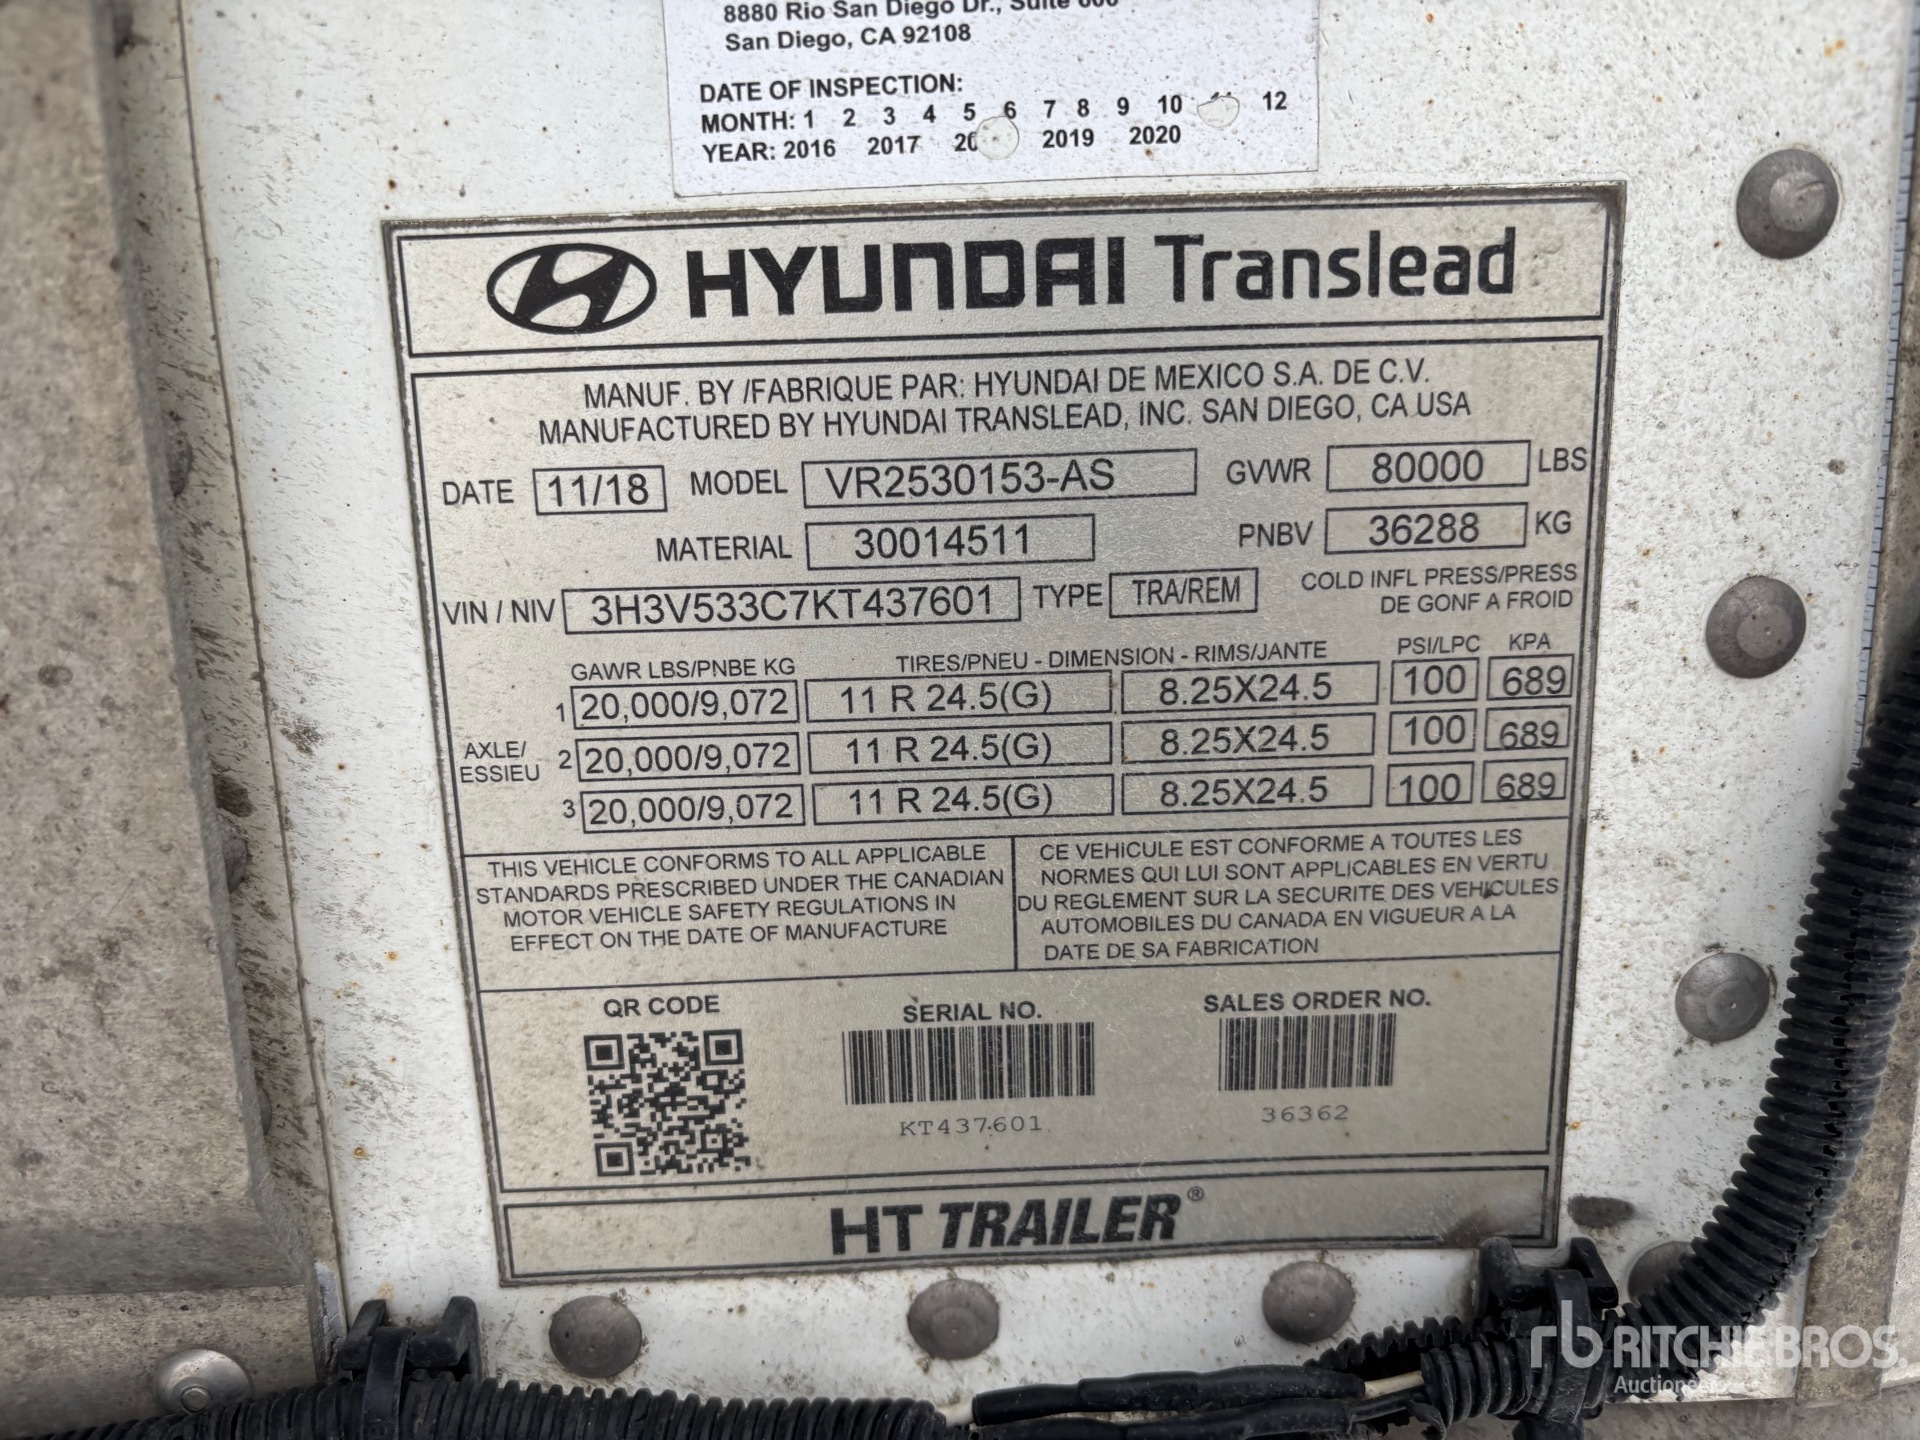 8880 Rio San Diego Dr., Suite 600
San Diego, CA 92108
DATE OF INSPECTION:
MONTH: 1 2 3 4 5 6 7 8 9 10 12
YEAR: 2016 2017 2019 2020
HYUNDAI Translead
MANUF. BY /FABRIQUE PAR: HYUNDAI DE MEXICO S.A. DE C.V.
MANUFACTURED BY HYUNDAI TRANSLEAD, INC. SAN DIEGO, CA USA
DATE 11/18 MODEL VR2530153-AS GVWR 80000 LBS
MATERIAL 30014511 PNBV 36288 KG
VIN / NIV 3H3V533C7KT437601 TYPE TRA/REM COLD INFL PRESS/PRESS
DE GONF A FROID
GAWR LBS/PNBE KG TIRES/PNEU - DIMENSION - RIMS/JANTE PSI/LPC KPA
1 20,000/9,072 11 R 24.5(G) 8.25X24.5 100 689
AXLE/
ESSIEU
2 20,000/9,072 11 R 24.5(G) 8.25X24.5 100 689
3 20,000/9,072 11 R 24.5(G) 8.25X24.5 100 689
THIS VEHICLE CONFORMS TO ALL APPLICABLE
STANDARDS PRESCRIBED UNDER THE CANADIAN
MOTOR VEHICLE SAFETY REGULATIONS IN
EFFECT ON THE DATE OF MANUFACTURE
CE VEHICULE EST CONFORME A TOUTES LES
NORMES QUI LUI SONT APPLICABLES EN VERTU
DU REGLEMENT SUR LA SECURITE DES VEHICULES
AUTOMOBILES DU CANADA EN VIGUEUR A LA
DATE DE SA FABRICATION
QR CODE
SERIAL NO.
KT437601
SALES ORDER NO.
36362
HT TRAILER®
rb RITCHIE BROS.
Auctioneers